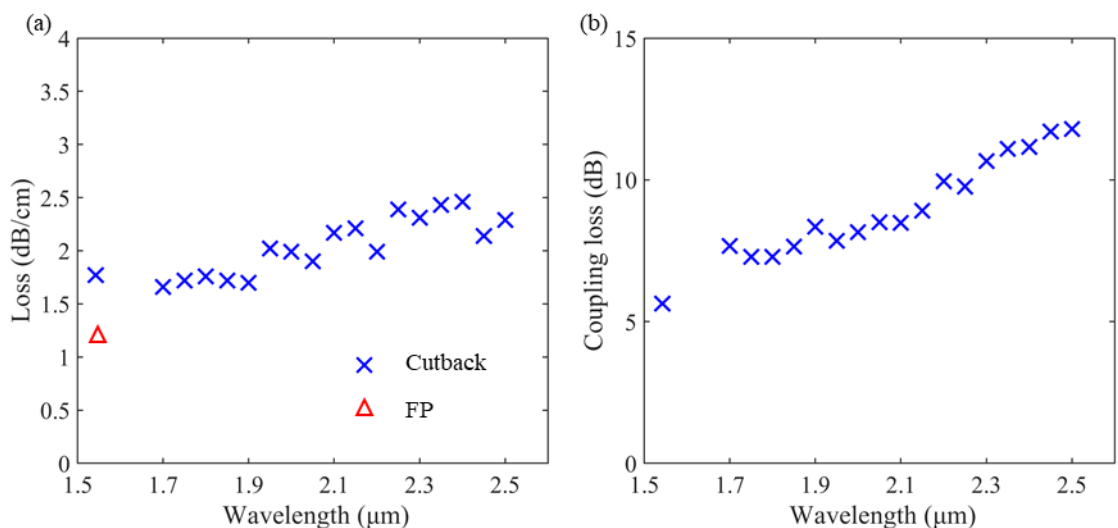 (a)
4
3.5
3
2.5
2
1.5
1
0.5
0
Loss (dB/cm)
Cutback
FP
1.5 1.7 1.9 2.1 2.3 2.5
Wavelength (μm)
(b)
15
10
5
0
Coupling loss (dB)
1.5 1.7 1.9 2.1 2.3 2.5
Wavelength (μm)